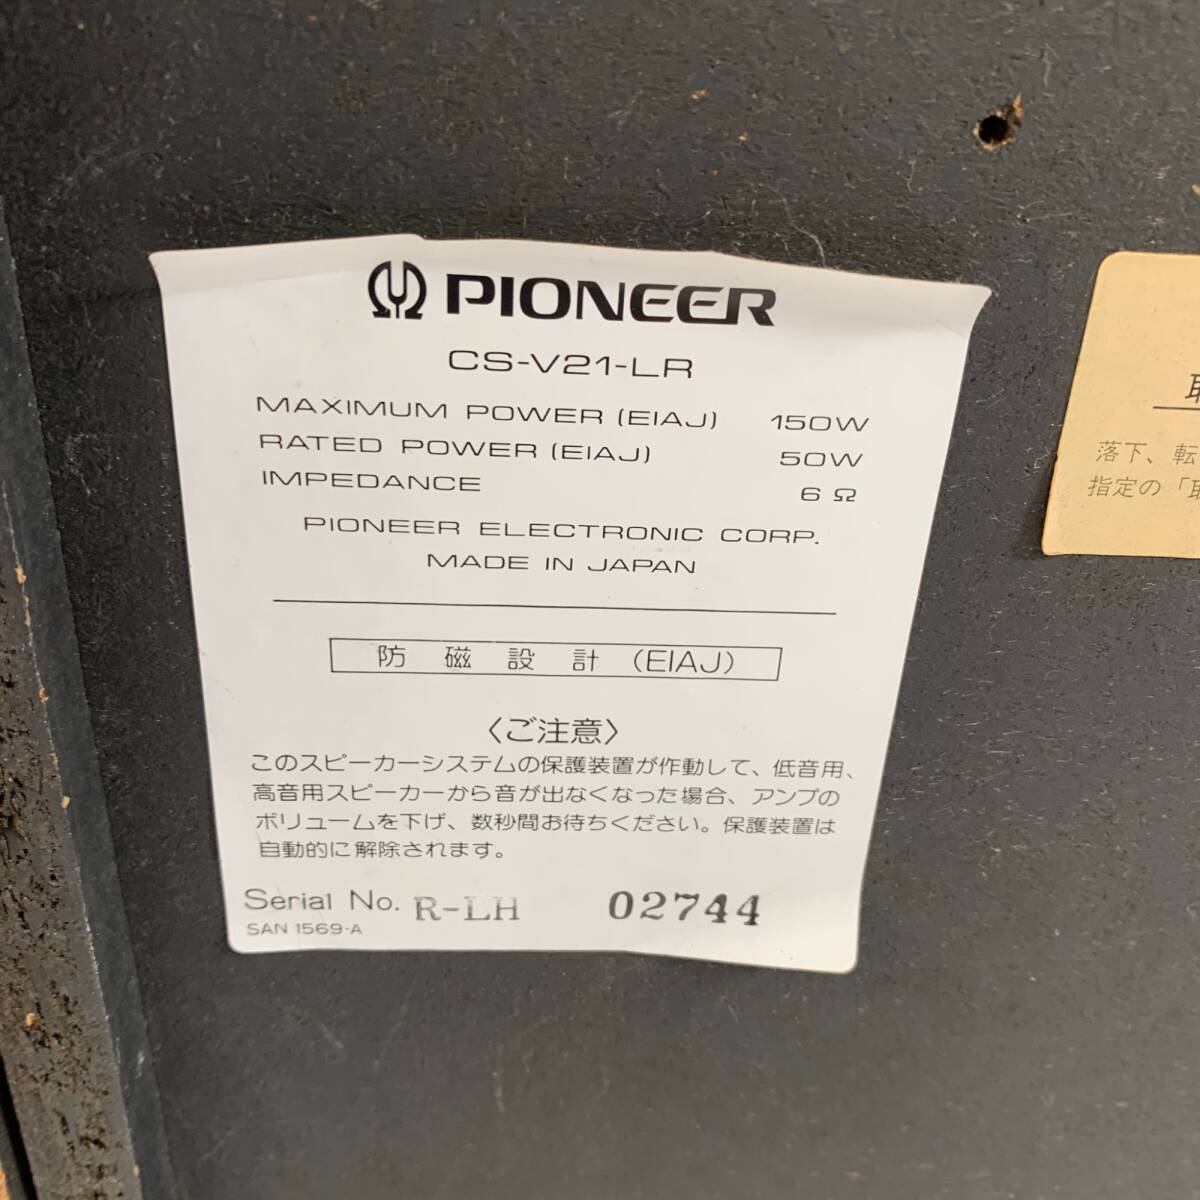 PIONEER
CS-V21-LR
MAXIMUM POWER (EIAJ) 150W
RATED POWER (EIAJ) 50W
IMPEDANCE 6 Ω
PIONEER ELECTRONIC CORP.
MADE IN JAPAN
防磁設計 (EIAJ)
〈ご注意〉
このスピーカーシステムの保護装置が作動して、低音用、
高音用スピーカーから音が出なくなった場合、アンプの
ボリュームを下げ、数秒間お待ちください。保護装置は
自動的に解除されます。
Serial No. R-LH 02744
SAN 1569-A
落下、転
指定の「